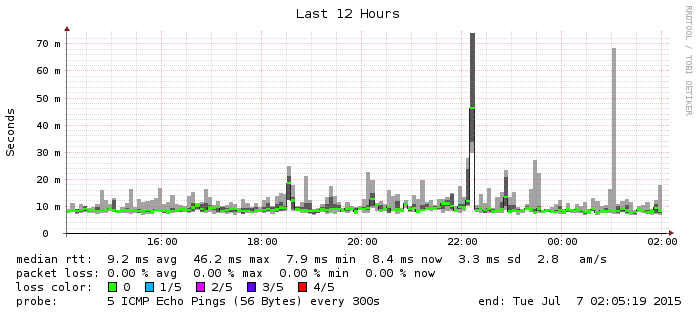 Last 12 Hours
RRDTOOL / TOBI OETIKER
Seconds
70 m
60 m
50 m
40 m
30 m
20 m
10 m
0
16:00 18:00 20:00 22:00 00:00 02:00
median rtt: 9.2 ms avg 46.2 ms max 7.9 ms min 8.4 ms now 3.3 ms sd 2.8 am/s
packet loss: 0.00 % avg 0.00 % max 0.00 % min 0.00 % now
loss color: 0 1/5 2/5 3/5 4/5
probe: 5 ICMP Echo Pings (56 Bytes) every 300s end: Tue Jul 7 02:05:19 2015